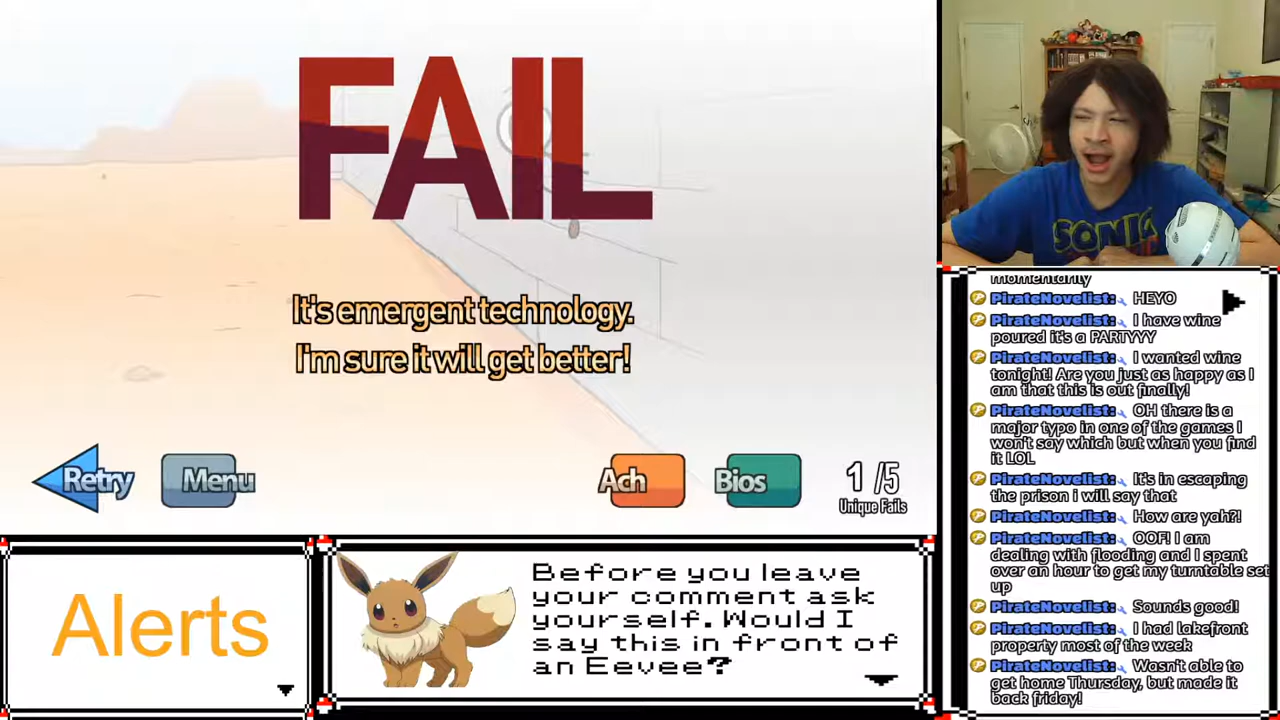 FAIL
It's emergent technology.
I'm sure it will get better!
Retry
Menu
Ach
Bios
1/5
Unique Fails
SONIC
momentarily
PirateNovelist: HEYO
PirateNovelist: I have wine
poured it's a PARTYYY
PirateNovelist: I wanted wine
tonight! Are you just as happy as I
am that this is out finally!
PirateNovelist: OH there is a
major typo in one of the games I
won't say which but when you find
it LOL
PirateNovelist: It's in escaping
the prison i will say that
PirateNovelist: How are yah?!
PirateNovelist: OOF! I am
dealing with flooding and I spent
over an hour to get my turntable set
up
PirateNovelist: Sounds good!
PirateNovelist: I had lakefront
property most of the week
PirateNovelist: Wasn't able to
get home Thursday, but made it
back friday!
Alerts
Before you leave
your comment ask
yourself. Would I
say this in front of
an Eevee?